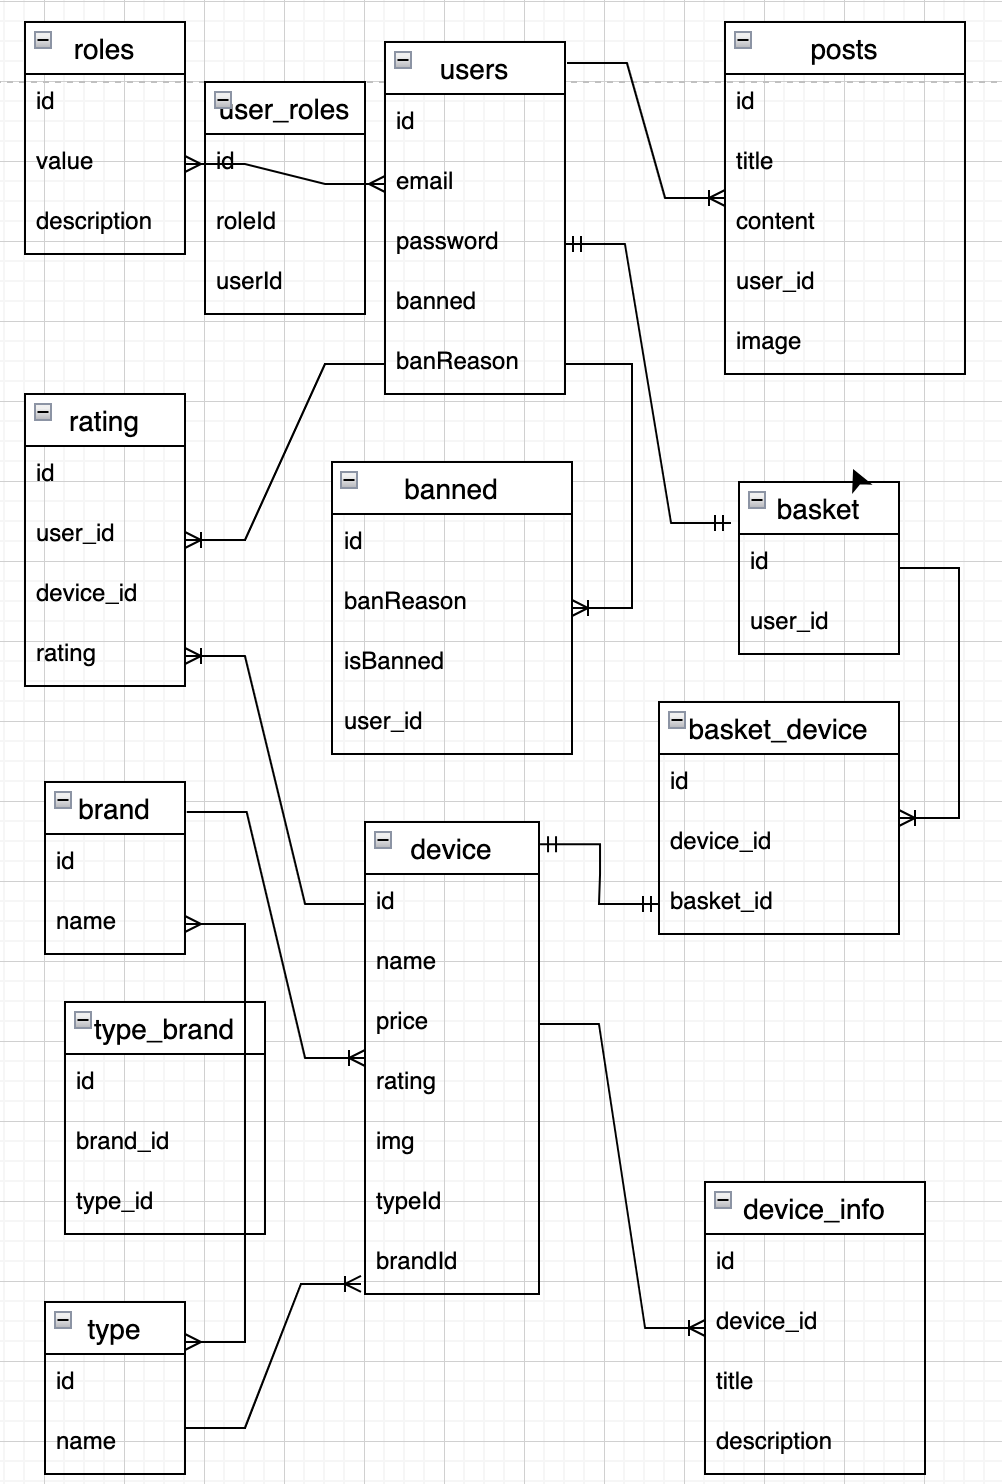 roles
id
value
description
user_roles
id
roleId
userId
users
id
email
password
banned
banReason
posts
id
title
content
user_id
image
rating
id
user_id
device_id
rating
banned
id
banReason
isBanned
user_id
basket
id
user_id
basket_device
id
device_id
basket_id
brand
id
name
device
id
name
price
rating
img
typeId
brandId
type_brand
id
brand_id
type_id
device_info
id
device_id
title
description
type
id
name